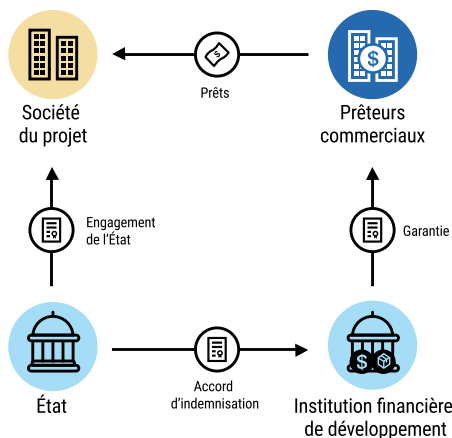 Prêts
Société
du projet
Prêteurs
commerciaux
Engagement
de l'État
Garantie
État
Accord
d'indemnisation
Institution financière
de développement